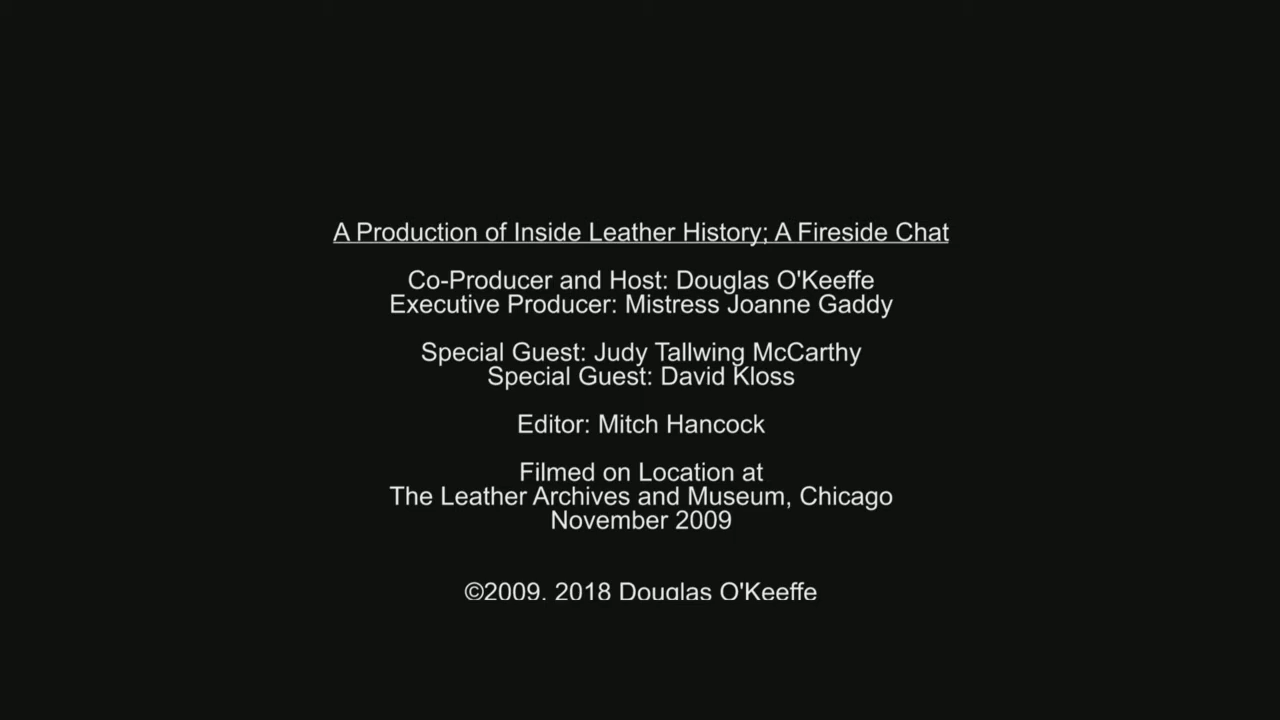 A Production of Inside Leather History; A Fireside Chat
Co-Producer and Host: Douglas O'Keeffe
Executive Producer: Mistress Joanne Gaddy
Special Guest: Judy Tallwing McCarthy
Special Guest: David Kloss
Editor: Mitch Hancock
Filmed on Location at
The Leather Archives and Museum, Chicago
November 2009
©2009, 2018 Douglas O'Keeffe